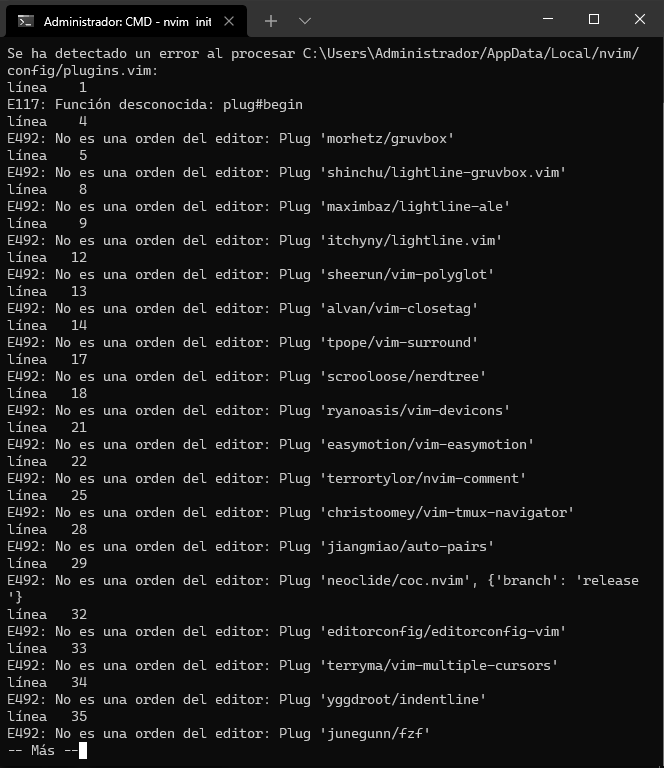 Administrador: CMD - nvim init
Se ha detectado un error al procesar C:\Users\Administrador/AppData/Local/nvim/
config/plugins.vim:
línea    1
E117: Función desconocida: plug#begin
línea    4
E492: No es una orden del editor: Plug 'morhetz/gruvbox'
línea    5
E492: No es una orden del editor: Plug 'shinchu/lightline-gruvbox.vim'
línea    8
E492: No es una orden del editor: Plug 'maximbaz/lightline-ale'
línea    9
E492: No es una orden del editor: Plug 'itchyny/lightline.vim'
línea   12
E492: No es una orden del editor: Plug 'sheerun/vim-polyglot'
línea   13
E492: No es una orden del editor: Plug 'alvan/vim-closetag'
línea   14
E492: No es una orden del editor: Plug 'tpope/vim-surround'
línea   17
E492: No es una orden del editor: Plug 'scrooloose/nerdtree'
línea   18
E492: No es una orden del editor: Plug 'ryanoasis/vim-devicons'
línea   21
E492: No es una orden del editor: Plug 'easymotion/vim-easymotion'
línea   22
E492: No es una orden del editor: Plug 'terrortylor/nvim-comment'
línea   25
E492: No es una orden del editor: Plug 'christoomey/vim-tmux-navigator'
línea   28
E492: No es una orden del editor: Plug 'jiangmiao/auto-pairs'
línea   29
E492: No es una orden del editor: Plug 'neoclide/coc.nvim', {'branch': 'release
'}
línea   32
E492: No es una orden del editor: Plug 'editorconfig/editorconfig-vim'
línea   33
E492: No es una orden del editor: Plug 'terryma/vim-multiple-cursors'
línea   34
E492: No es una orden del editor: Plug 'yggdroot/indentline'
línea   35
E492: No es una orden del editor: Plug 'junegunn/fzf'
-- Más --